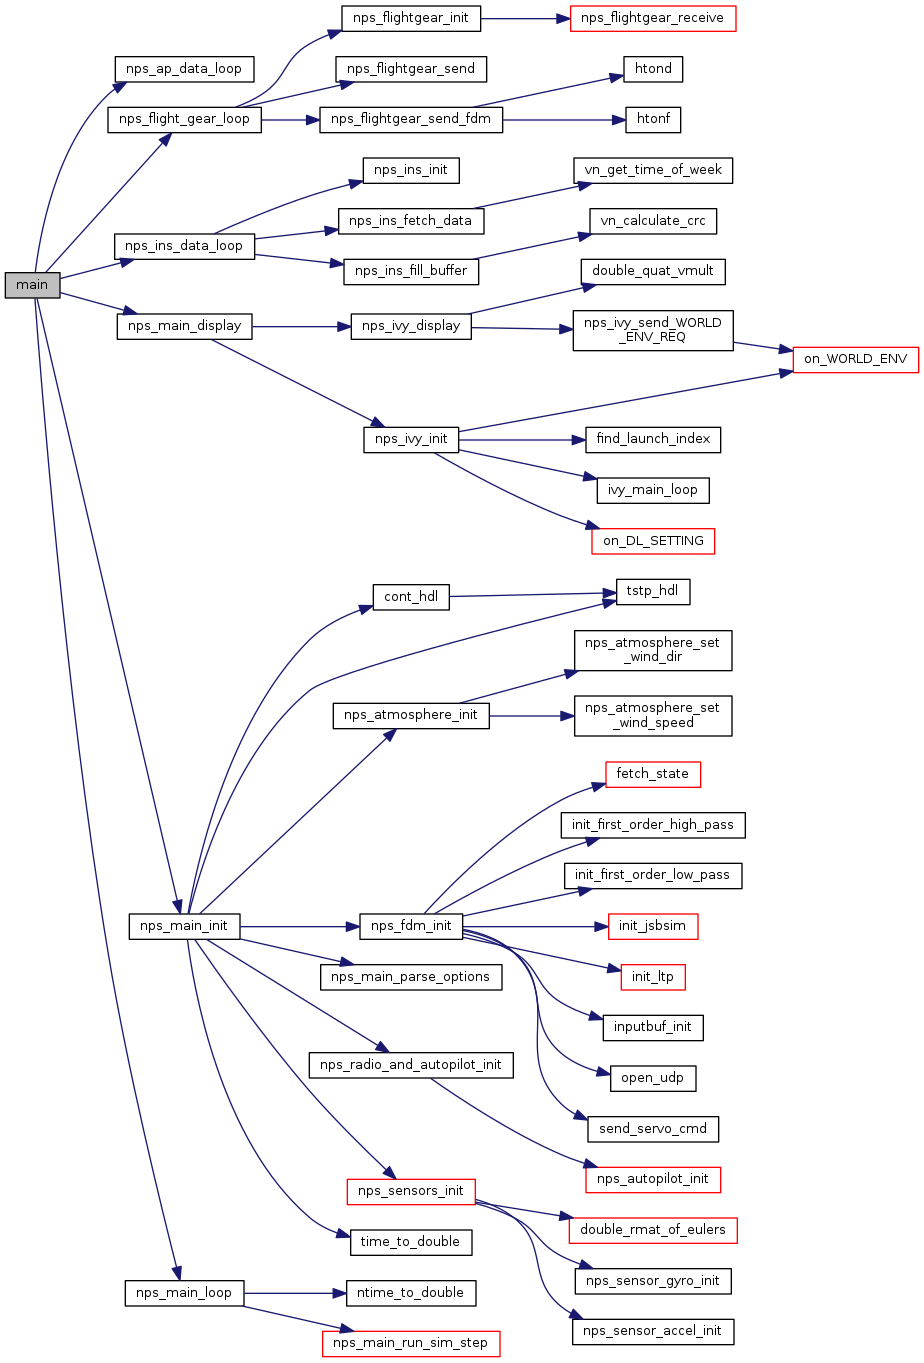 nps_flightgear_init
nps_flightgear_receive
nps_ap_data_loop
nps_flightgear_send
htond
nps_flight_gear_loop
nps_flightgear_send_fdm
htonf
nps_ins_init
vn_get_time_of_week
nps_ins_fetch_data
vn_calculate_crc
nps_ins_data_loop
nps_ins_fill_buffer
double_quat_vmult
main
nps_main_display
nps_ivy_display
nps_ivy_send_WORLD
_ENV_REQ
on_WORLD_ENV
nps_ivy_init
find_launch_index
ivy_main_loop
on_DL_SETTING
cont_hdl
tstp_hdl
nps_atmosphere_set
_wind_dir
nps_atmosphere_init
nps_atmosphere_set
_wind_speed
fetch_state
init_first_order_high_pass
init_first_order_low_pass
nps_main_init
nps_fdm_init
init_jsbsim
nps_main_parse_options
init_ltp
inputbuf_init
nps_radio_and_autopilot_init
open_udp
send_servo_cmd
nps_autopilot_init
nps_sensors_init
double_rmat_of_eulers
time_to_double
nps_sensor_gyro_init
nps_main_loop
ntime_to_double
nps_sensor_accel_init
nps_main_run_sim_step